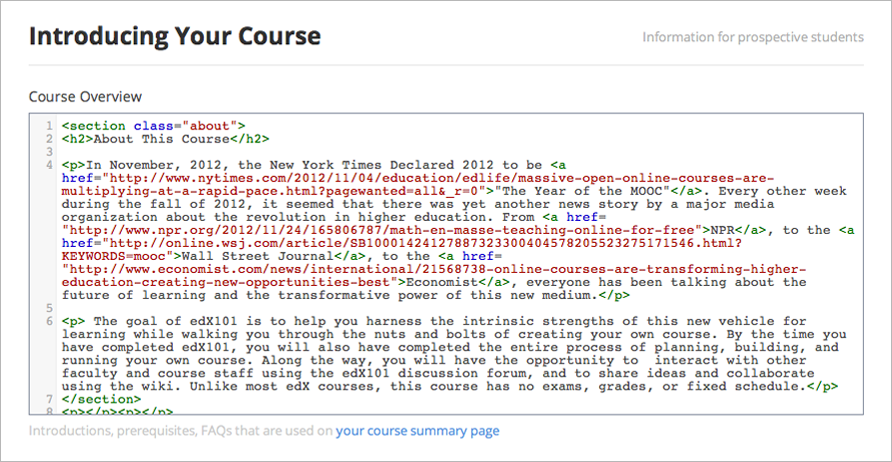 Introducing Your Course
Information for prospective students
Course Overview
1 <section class="about">
2 <h2>About This Course</h2>
3
4 <p>In November, 2012, the New York Times Declared 2012 to be <a
href="http://www.nytimes.com/2012/11/04/education/edlife/massive-open-online-courses-are-
multiplying-at-a-rapid-pace.html?pagewanted=all&_r=0">"The Year of the MOOC"</a>. Every other week
during the fall of 2012, it seemed that there was yet another news story by a major media
organization about the revolution in higher education. From <a href=
"http://www.npr.org/2012/11/24/165806787/math-en-masse-teaching-online-for-free">NPR</a>, to the <a
href="http://online.wsj.com/article/SB10001424127887323300404578205523275171546.html?
KEYWORDS=mooc">Wall Street Journal</a>, to the <a href=
"http://www.economist.com/news/international/21568738-online-courses-are-transforming-higher-
education-creating-new-opportunities-best">Economist</a>, everyone has been talking about the
future of learning and the transformative power of this new medium.</p>
5
6 <p> The goal of edX101 is to help you harness the intrinsic strengths of this new vehicle for
learning while walking you through the nuts and bolts of creating your own course. By the time you
have completed edX101, you will also have completed the entire process of planning, building, and
running your own course. Along the way, you will have the opportunity to  interact with other
faculty and course staff using the edX101 discussion forum, and to share ideas and collaborate
using the wiki. Unlike most edX courses, this course has no exams, grades, or fixed schedule.</p>
7 </section>
8 <p></p><p></p>
Introductions, prerequisites, FAQs that are used on your course summary page